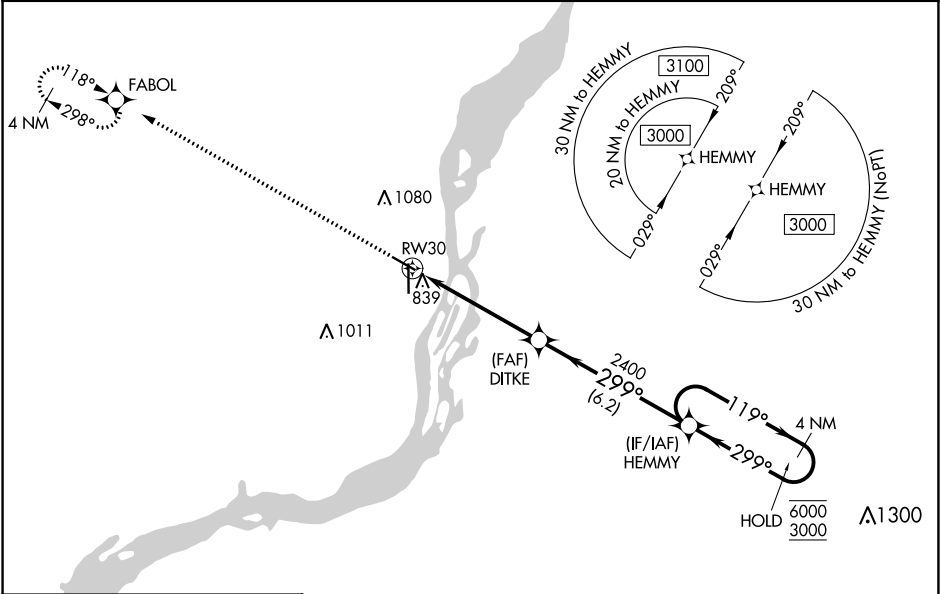 118°
FABOL
298°
4 NM
30 NM to HEMMY
3100
20 NM to HEMMY
209°
3000
HEMMY
029°
209°
HEMMY
3000
029°
30 NM to HEMMY (NoPT)
1080
RW30
839
1011
(FAF)
DITKE
2400
299°
(6.2)
119°
4 NM
(IF/IAF)
HEMMY
299°
HOLD
6000
3000
1300